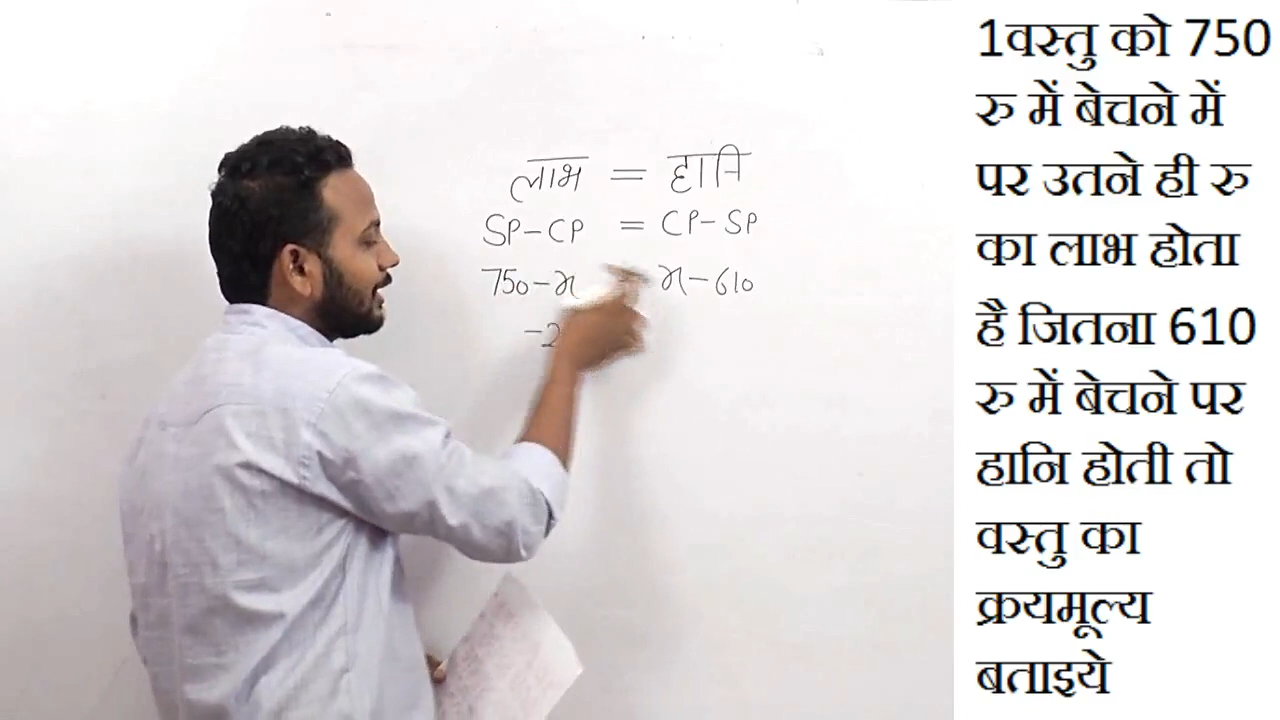 लाभ = हानि
SP-CP = CP-SP
750-x = x-610
-2
1वस्तु को 750
रु में बेचने में
पर उतने ही रु
का लाभ होता
है जितना 610
रु में बेचने पर
हानि होती तो
वस्तु का
क्रयमूल्य
बताइये